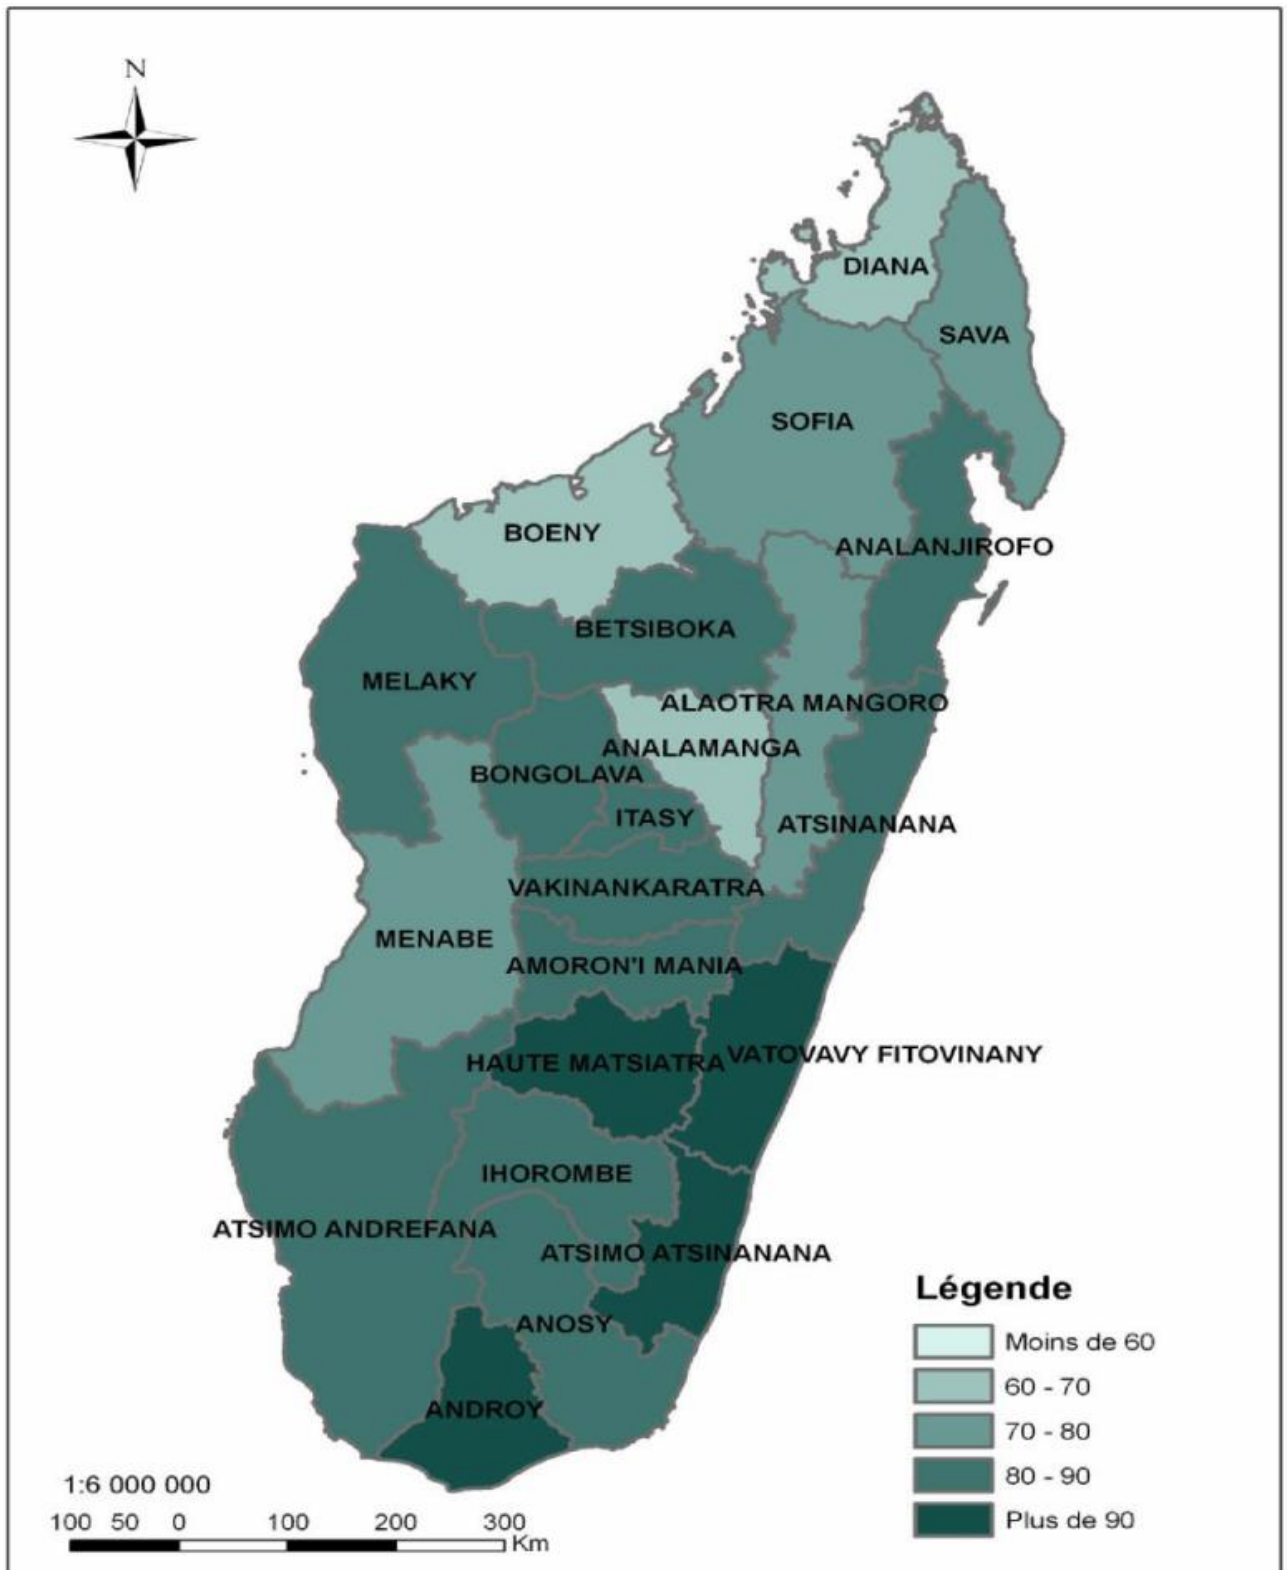 N
DIANA
SAVA
SOFIA
BOENY
ANALANJIROFO
BETSIBOKA
MELAKY
ALAOTRA MANGORO
ANALAMANGA
BONGOLAVA
ITASY
ATSINANANA
VAKINANKARATRA
MENABE
AMORON'I MANIA
HAUTE MATSIATRA
VATOVAVY FITOVINANY
IHOROMBE
ATSIMO ANDREFANA
ATSIMO ATSINANANA
ANOSY
ANDROY
Légende
Moins de 60
60 - 70
70 - 80
80 - 90
Plus de 90
1:6 000 000
100 50 0 100 200 300
Km